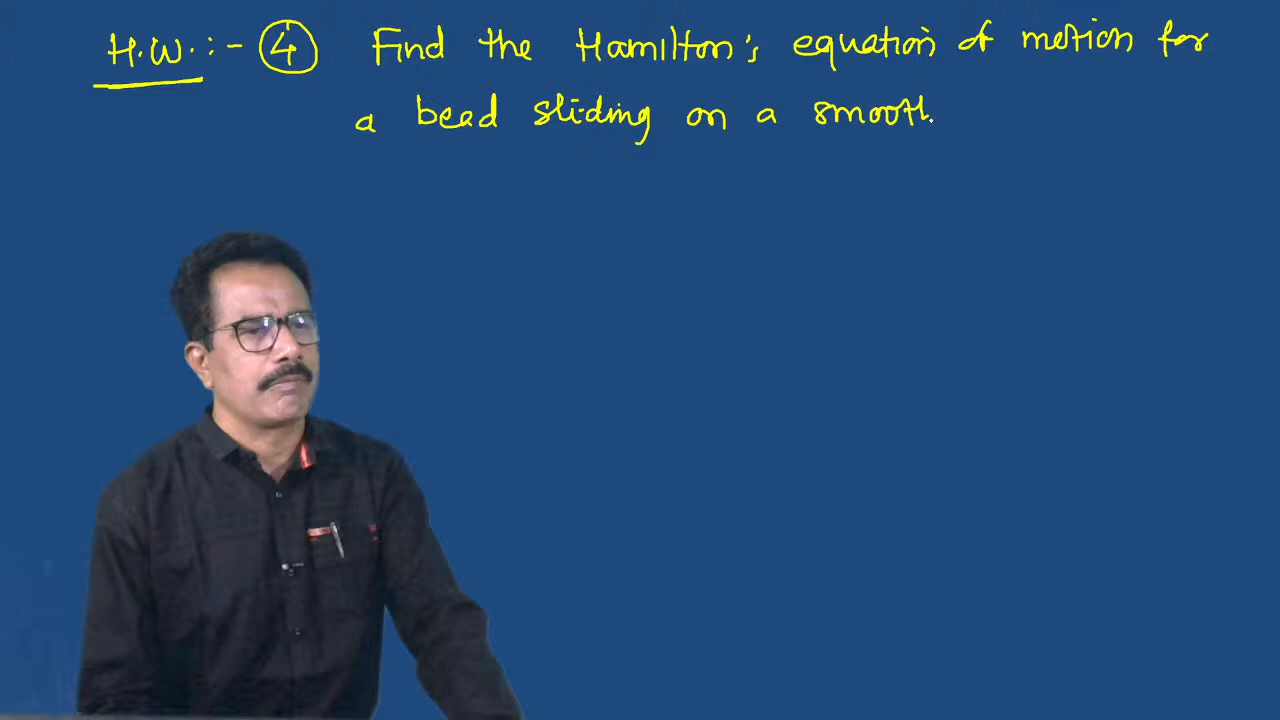 H.W. :- ④ Find the Hamilton's equation of motion for
a bead sliding on a smooth